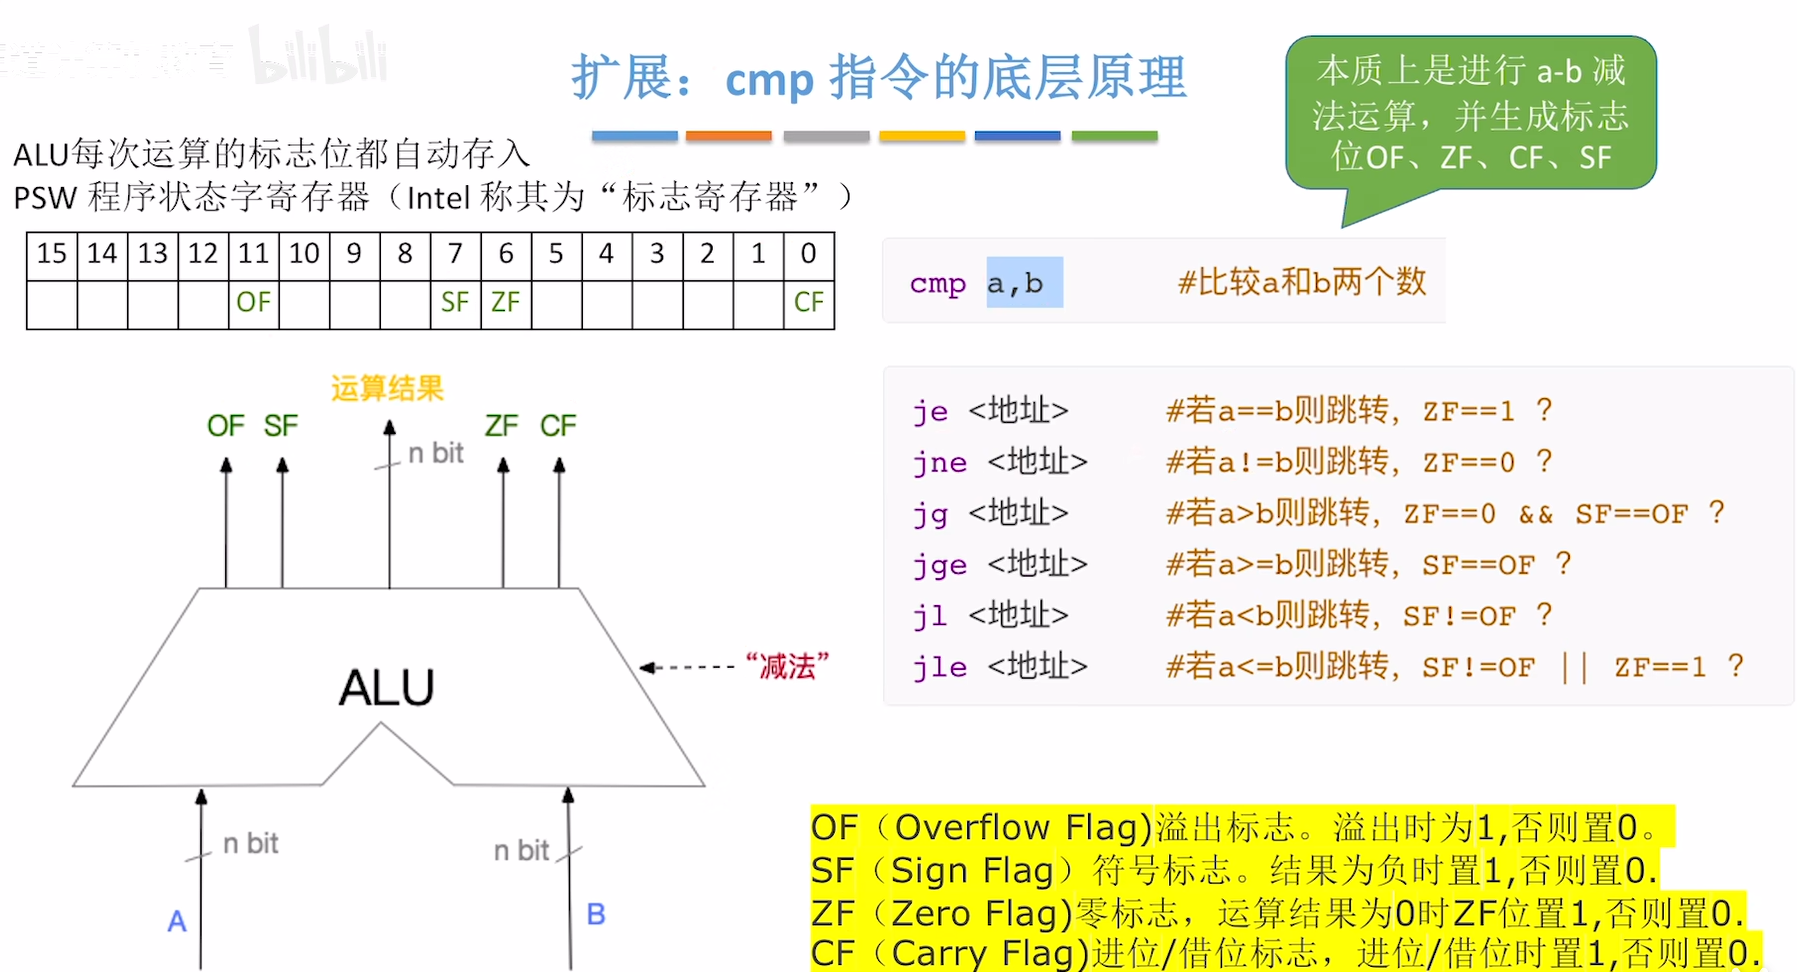 bilibili
扩展：cmp 指令的底层原理
本质上是进行 a-b 减
法运算，并生成标志
位OF、ZF、CF、SF
ALU每次运算的标志位都自动存入
PSW 程序状态字寄存器（Intel 称其为“标志寄存器”）
15 14 13 12 11 10 9 8 7 6 5 4 3 2 1 0
OF SF ZF CF
cmp a,b #比较a和b两个数
je <地址> #若a==b则跳转，ZF==1 ?
jne <地址> #若a!=b则跳转，ZF==0 ?
jg <地址> #若a>b则跳转，ZF==0 && SF==OF ?
jge <地址> #若a>=b则跳转，SF==OF ?
jl <地址> #若a<b则跳转，SF!=OF ?
jle <地址> #若a<=b则跳转，SF!=OF || ZF==1 ?
运算结果
OF SF ZF CF
n bit
ALU
“减法”
n bit
n bit
A
B
OF（Overflow Flag)溢出标志。溢出时为1,否则置0。
SF（Sign Flag）符号标志。结果为负时置1,否则置0.
ZF（Zero Flag)零标志，运算结果为0时ZF位置1,否则置0.
CF（Carry Flag)进位/借位标志，进位/借位时置1,否则置0.